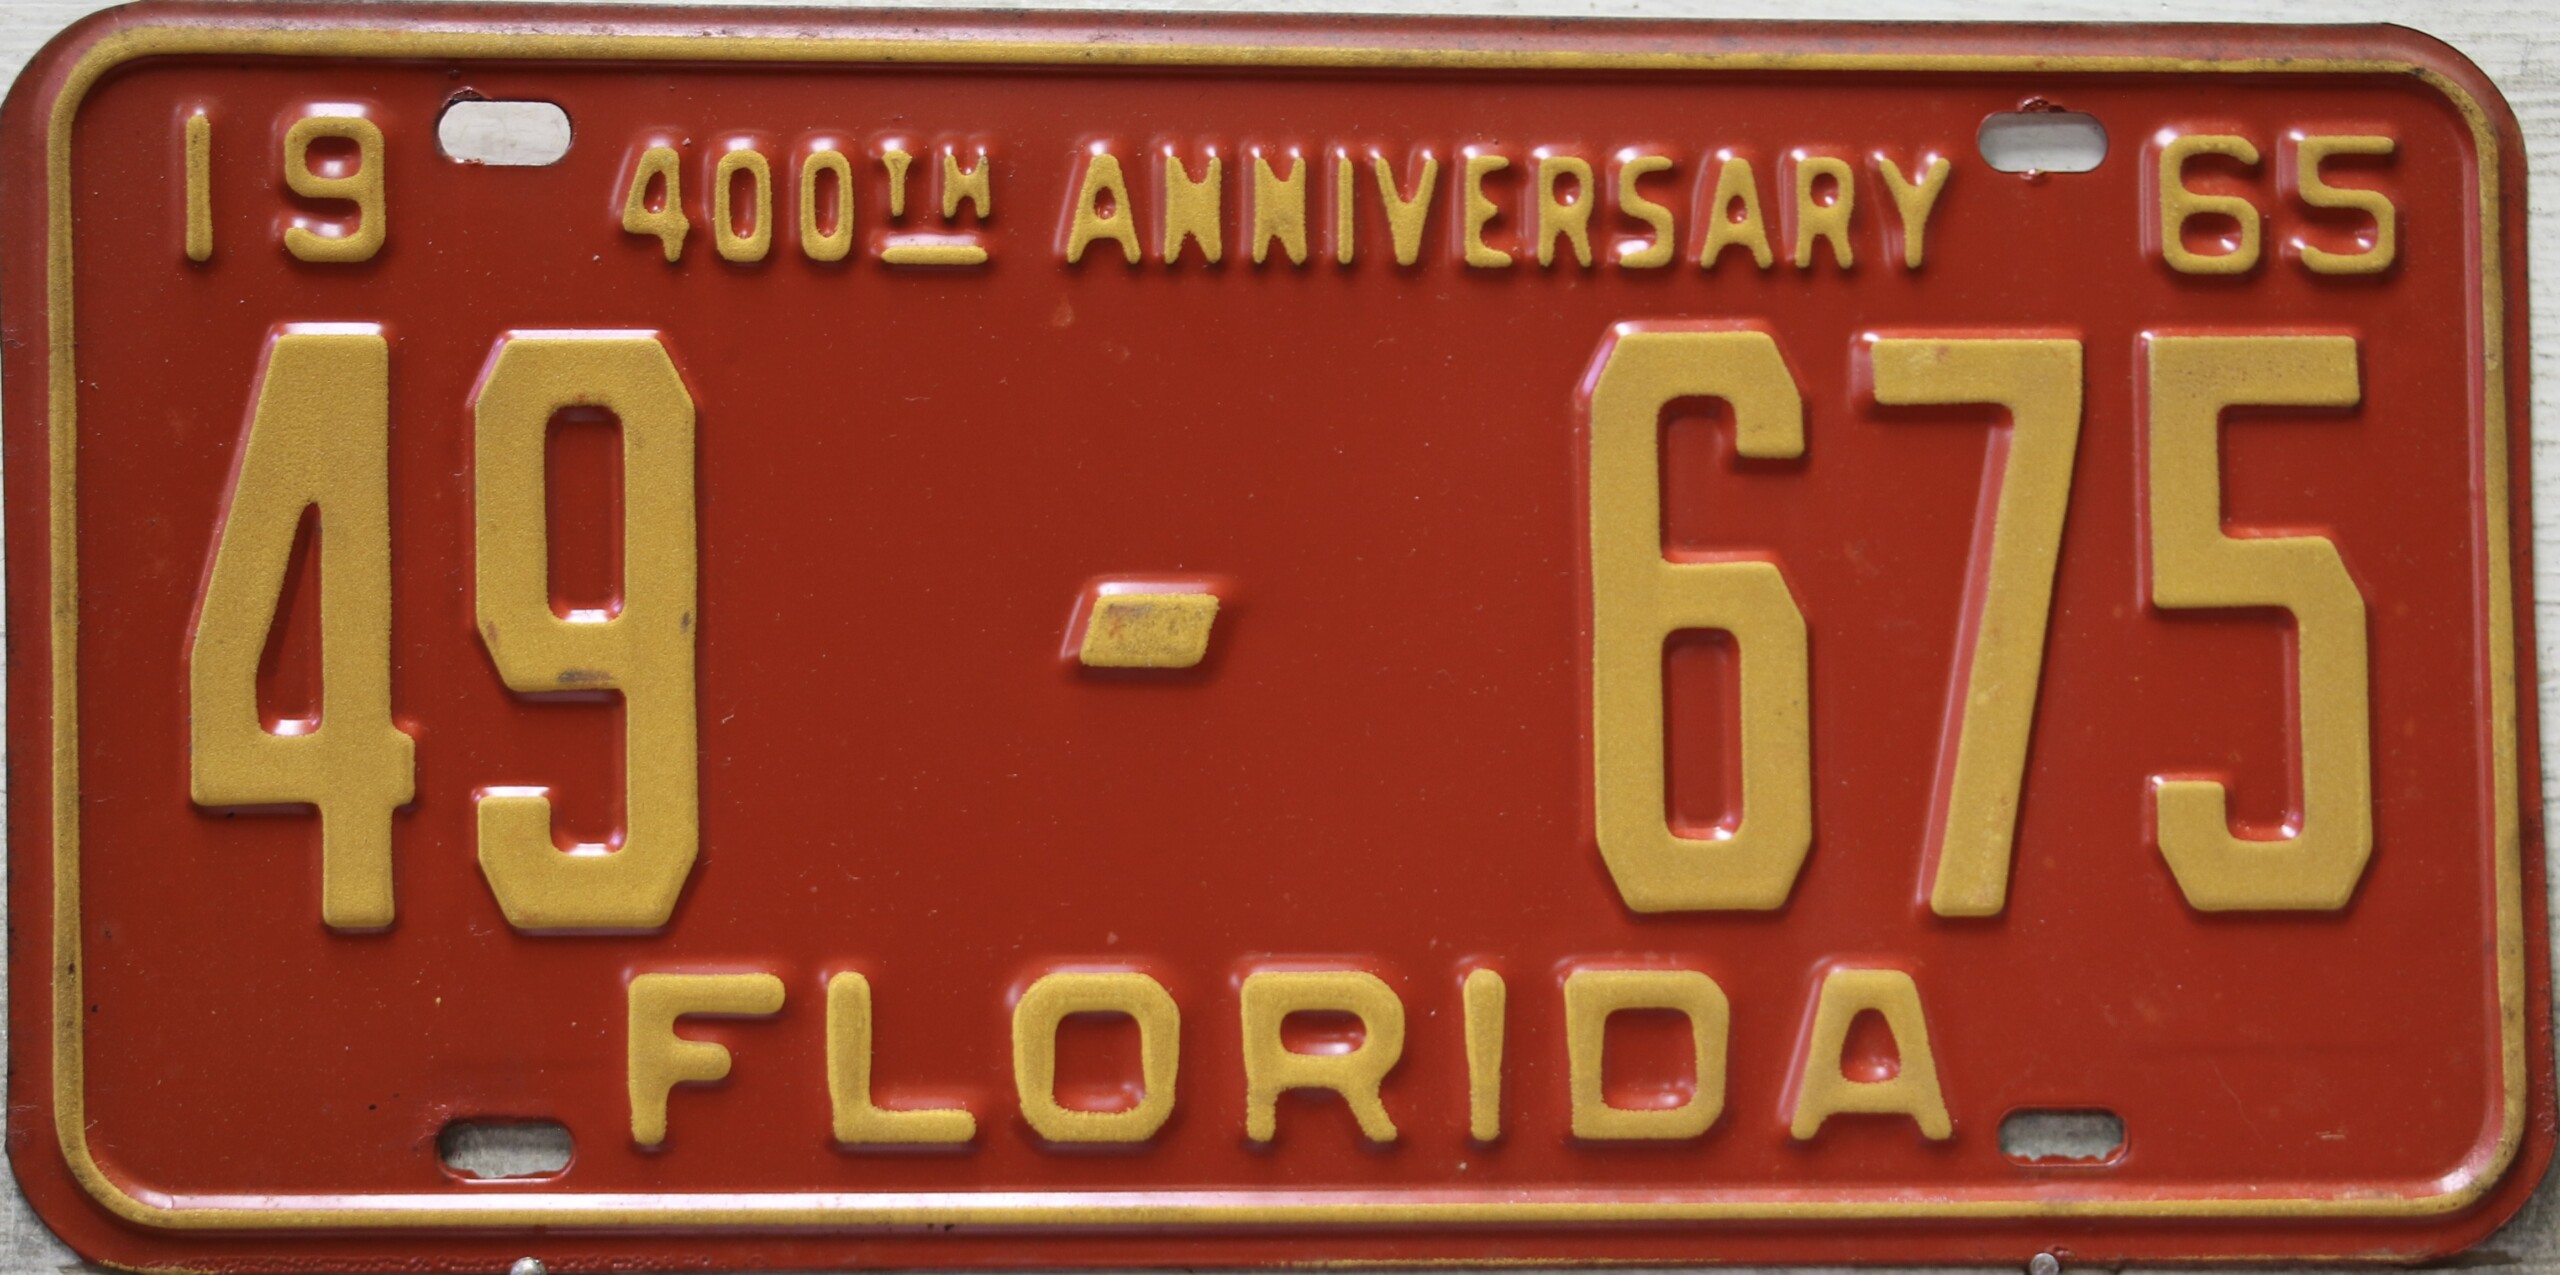 19 400TH ANNIVERSARY 65
49 - 675
FLORIDA